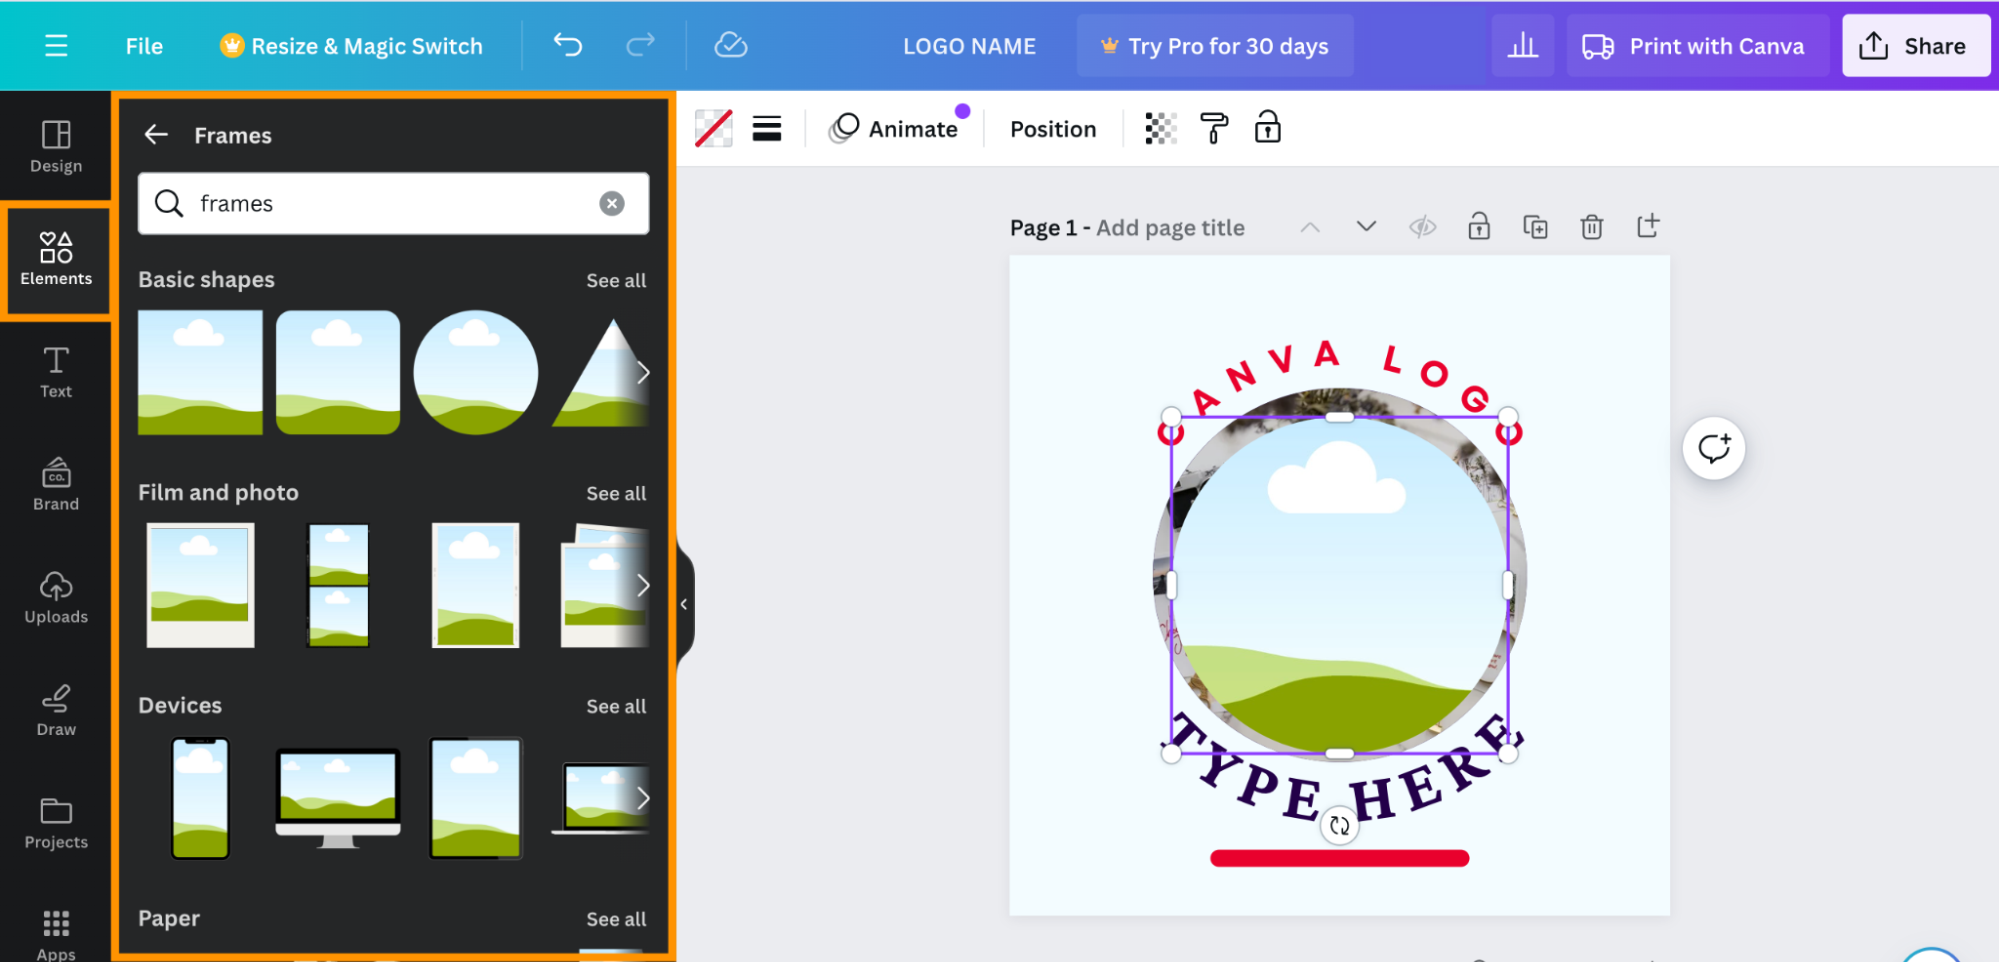 File
Resize & Magic Switch
LOGO NAME
Try Pro for 30 days
Print with Canva
Share
Design
Elements
Text
CO.
Brand
Uploads
Draw
Projects
Apps
Frames
frames
Basic shapes
See all
Film and photo
See all
Devices
See all
Paper
See all
Animate
Position
Page 1 - Add page title
CANVA LOGO
TYPE HERE